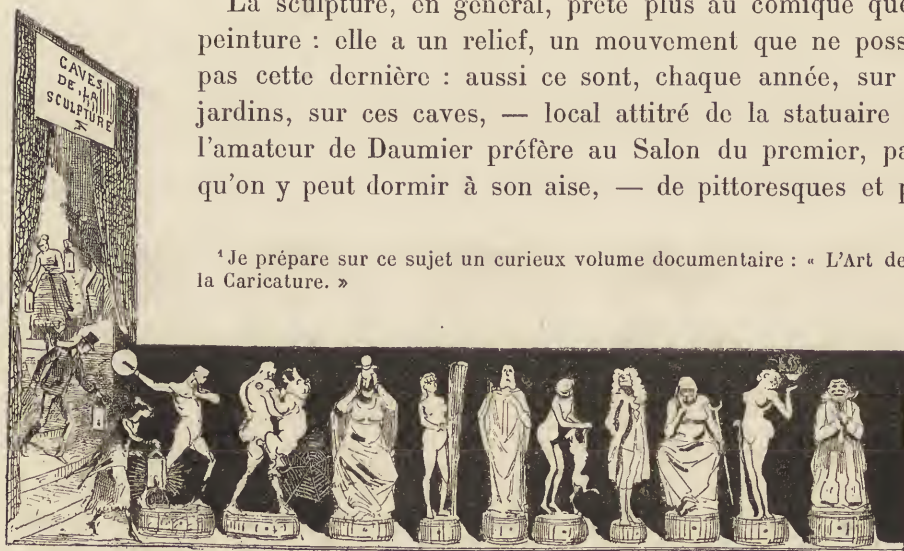 La sculpture, en général, prête plus au comique que
peinture : elle a un relief, un mouvement que ne poss
pas cette dernière : aussi ce sont, chaque année, sur
jardins, sur ces caves, — local attitré de la statuaire
l'amateur de Daumier préfère au Salon du premier, pa
qu'on y peut dormir à son aise, — de pittoresques et p
¹ Je prépare sur ce sujet un curieux volume documentaire : « L'Art de
la Caricature. »
CAVES
DE LA
SCULPTURE